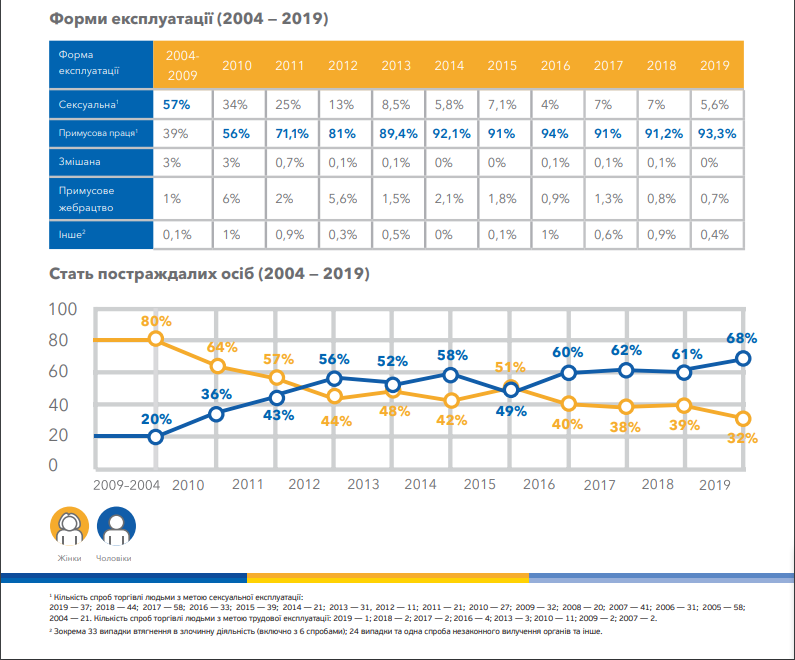 Форми експлуатації (2004 – 2019)
Форма експлуатації 2004-2009 2010 2011 2012 2013 2014 2015 2016 2017 2018 2019
Сексуальна¹ 57% 34% 25% 13% 8,5% 5,8% 7,1% 4% 7% 7% 5,6%
Примусова праця¹ 39% 56% 71,1% 81% 89,4% 92,1% 91% 94% 91% 91,2% 93,3%
Змішана 3% 3% 0,7% 0,1% 0,1% 0% 0% 0,1% 0,1% 0,1% 0%
Примусове жебрацтво 1% 6% 2% 5,6% 1,5% 2,1% 1,8% 0,9% 1,3% 0,8% 0,7%
Інше² 0,1% 1% 0,9% 0,3% 0,5% 0% 0,1% 1% 0,6% 0,9% 0,4%
Стать постраждалих осіб (2004 – 2019)
100
80
60
40
20
0
80% 64% 57% 44% 48% 42% 51% 40% 38% 39% 32%
20% 36% 43% 56% 52% 58% 49% 60% 62% 61% 68%
2009–2004 2010 2011 2012 2013 2014 2015 2016 2017 2018 2019
Жінки Чоловіки
¹ Кількість спроб торгівлі людьми з метою сексуальної експлуатації:
2019 — 37; 2018 — 44; 2017 — 58; 2016 — 33; 2015 — 39; 2014 — 21; 2013 — 31, 2012 — 11; 2011 — 21; 2010 — 27; 2009 — 32; 2008 — 20; 2007 — 41; 2006 — 31; 2005 — 58;
2004 — 21. Кількість спроб торгівлі людьми з метою трудової експлуатації: 2019 — 1; 2018 — 2; 2017 — 2; 2016 — 4; 2013 — 3; 2010 — 11; 2009 — 2; 2007 — 2.
² Зокрема 33 випадки втягнення в злочинну діяльність (включно з 6 спробами); 24 випадки та одна спроба незаконного вилучення органів та інше.